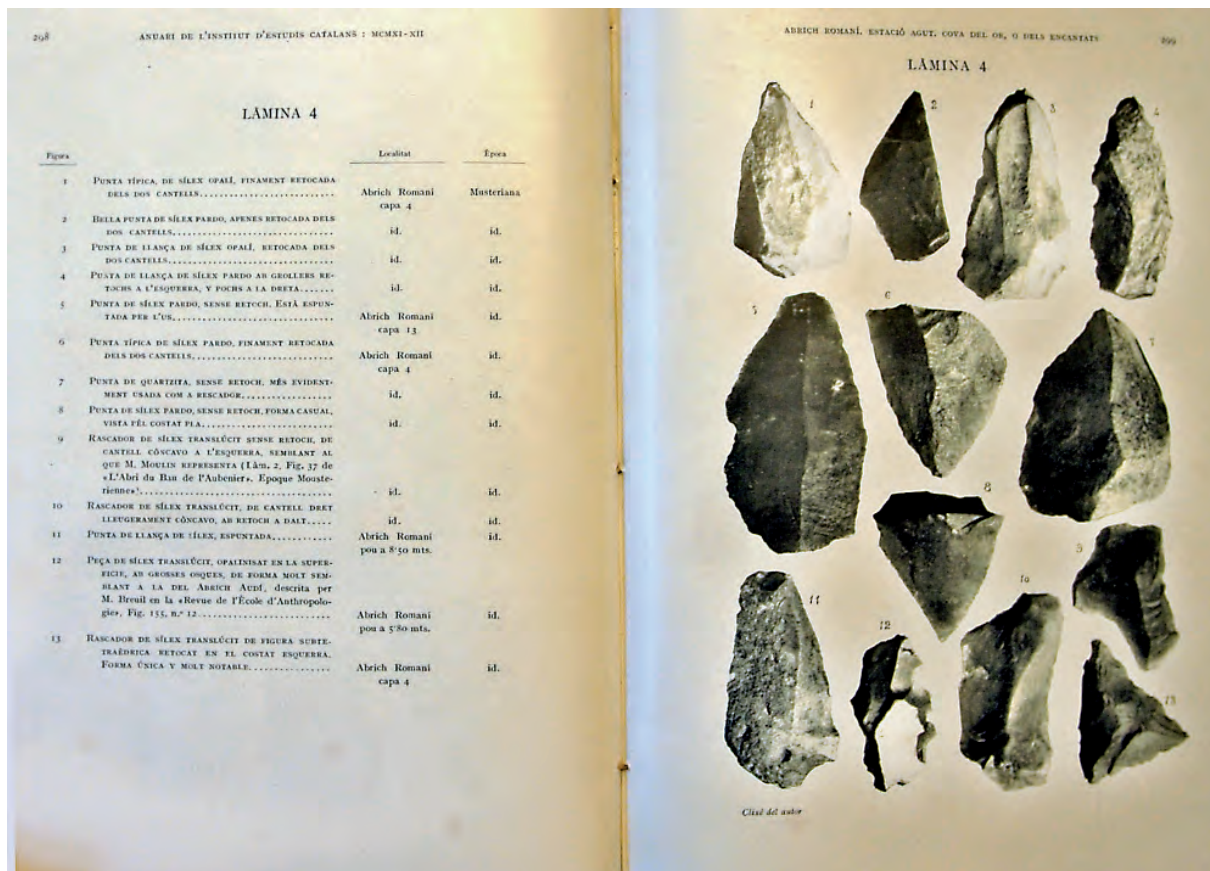 298
ANUARI DE L'INSTITUT D'ESTUDIS CATALANS : MCMXI-XII
LÀMINA 4
Figura Localitat Època
1 PUNTA TÍPICA, DE SÍLEX OPALÍ, FINAMENT RETOCADA
DELS DOS CANTELLS........................... Abrich Romaní Musteriana
capa 4
2 BELLA PUNTA DE SÍLEX PARDO, APENES RETOCADA DELS
DOS CANTELLS............................... id. id.
3 PUNTA DE LLANÇA DE SÍLEX OPALÍ, RETOCADA DELS
DOS CANTELLS............................... id. id.
4 PUNTA DE LLANÇA DE SÍLEX PARDO AB GROLLERS RE-
TOCHS A L'ESQUERRA, Y POCHS A LA DRETA....... id. id.
5 PUNTA DE SÍLEX PARDO, SENSE RETOCH. ESTÀ ESPUN-
TADA PER L'US.............................. Abrich Romaní id.
capa 13
6 PUNTA TÍPICA DE SÍLEX PARDO, FINAMENT RETOCADA
DELS DOS CANTELLS........................... Abrich Romaní id.
capa 4
7 PUNTA DE QUARTZITA, SENSE RETOCH, MÉS EVIDENT-
MENT USADA COM A RESCADOR................. id. id.
8 PUNTA DE SÍLEX PARDO, SENSE RETOCH, FORMA CASUAL,
VISTA PÈL COSTAT PLA......................... id. id.
9 RASCADOR DE SÍLEX TRANSLÚCIT SENSE RETOCH, DE
CANTELL CÒNCAVO A L'ESQUERRA, SEMBLANT AL
QUE M. MOULIN REPRESENTA (Làm. 2, Fig. 37 de
«L'Abri du Bau de l'Aubenier». Epoque Mouste-
rienne»)................................... id. id.
10 RASCADOR DE SÍLEX TRANSLÚCIT, DE CANTELL DRET
LLEUGERAMENT CÒNCAVO, AB RETOCH A DALT..... id. id.
11 PUNTA DE LLANÇA DE SÍLEX, ESPUNTADA............ Abrich Romaní id.
pou a 8'50 mts.
12 PEÇA DE SÍLEX TRANSLÚCIT, OPALINISAT EN LA SUPER-
FICIE, AB GROSSES OSQUES, DE FORMA MOLT SEM-
BLANT A LA DEL ABRICH AUDÍ, descrita per
M. Breuil en la «Revue de l'École d'Anthropolo-
gie», Fig. 155, n.º 12......................... Abrich Romaní id.
pou a 5'80 mts.
13 RASCADOR DE SÍLEX TRANSLÚCIT DE FIGURA SUBTE-
TRAÈDRICA RETOCAT EN EL COSTAT ESQUERRA.
FORMA ÚNICA Y MOLT NOTABLE................ Abrich Romaní id.
capa 4
ABRICH ROMANÍ, ESTACIÓ AGUT, COVA DEL OR, O DELS ENCANTATS
299
LÀMINA 4
1 2 3 4
5 6 7
8 9
10
11 12 13
Clixé del autor